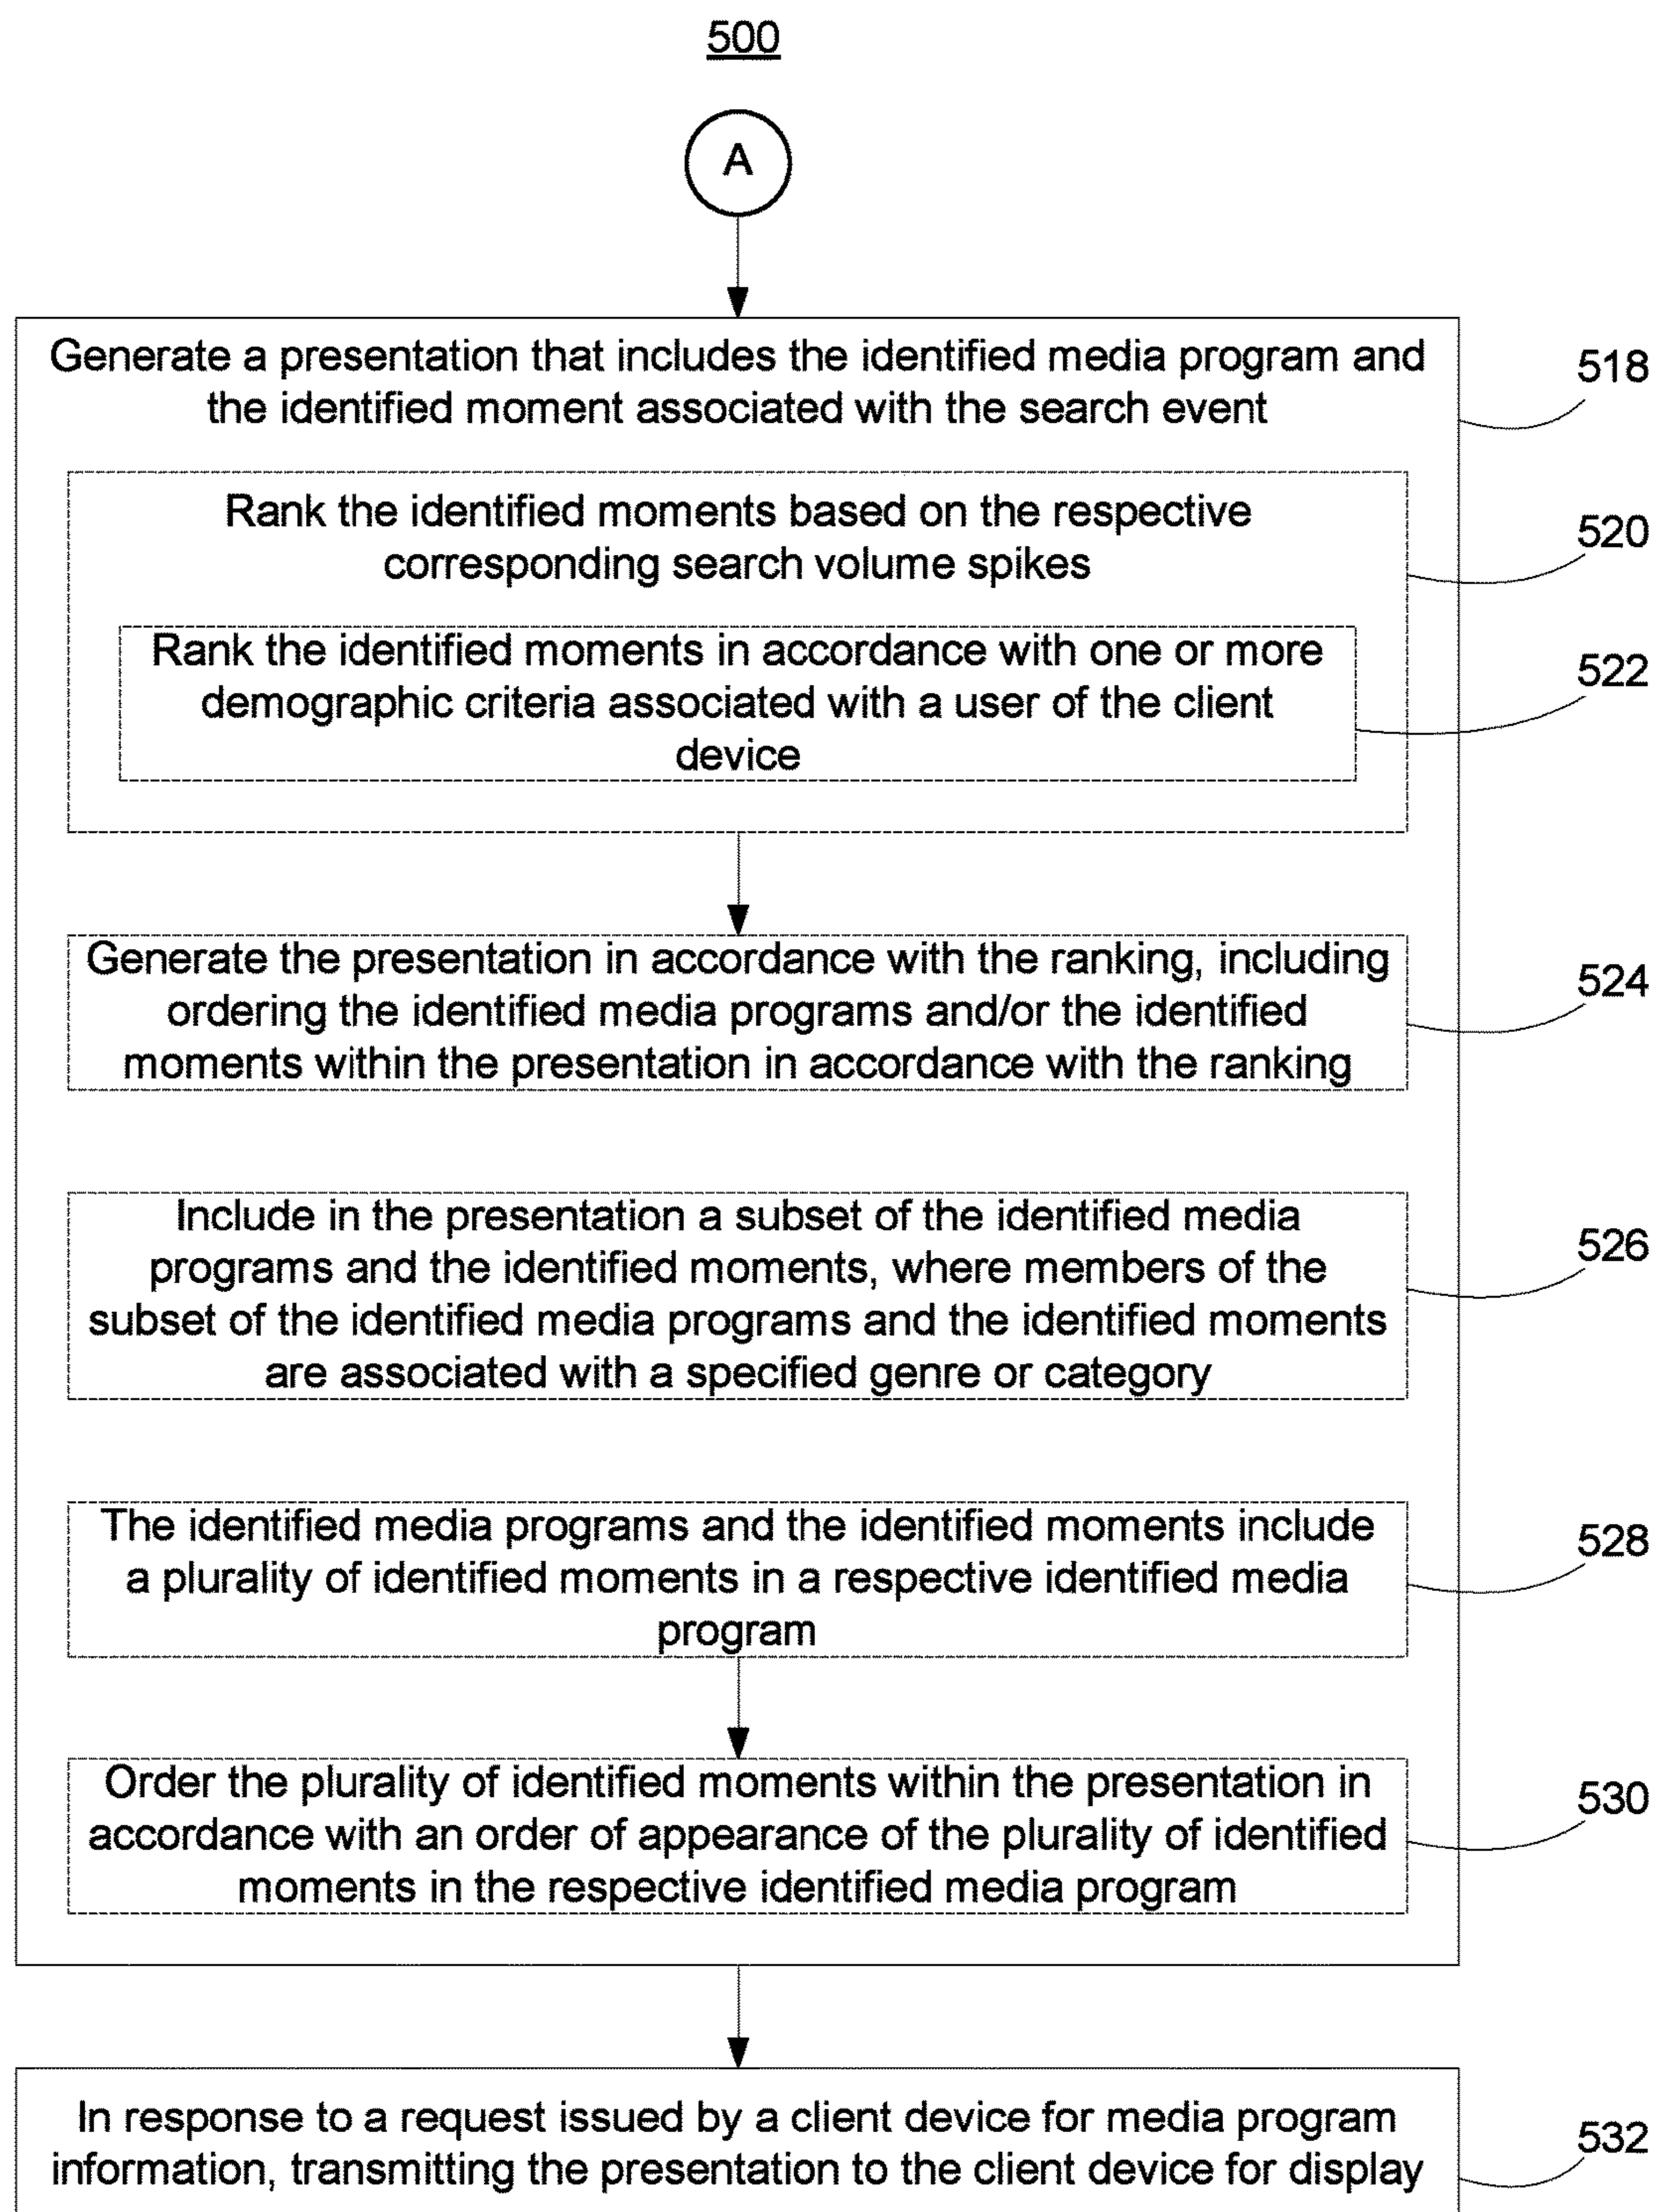 500
A
Generate a presentation that includes the identified media program and
the identified moment associated with the search event
518
Rank the identified moments based on the respective
corresponding search volume spikes
520
Rank the identified moments in accordance with one or more
demographic criteria associated with a user of the client
device
522
Generate the presentation in accordance with the ranking, including
ordering the identified media programs and/or the identified
moments within the presentation in accordance with the ranking
524
Include in the presentation a subset of the identified media
programs and the identified moments, where members of the
subset of the identified media programs and the identified moments
are associated with a specified genre or category
526
The identified media programs and the identified moments include
a plurality of identified moments in a respective identified media
program
528
Order the plurality of identified moments within the presentation in
accordance with an order of appearance of the plurality of identified
moments in the respective identified media program
530
In response to a request issued by a client device for media program
information, transmitting the presentation to the client device for display
532